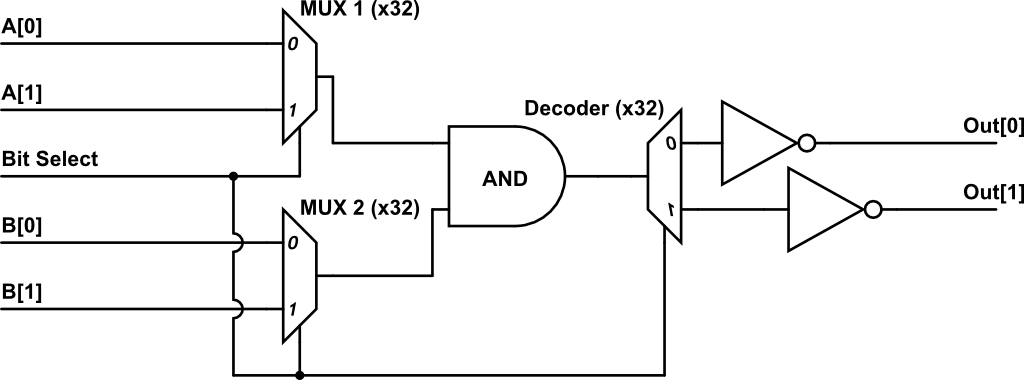 MUX 1 (x32)
A[0]
0
A[1]
1
Decoder (x32)
Out[0]
0
Bit Select
AND
Out[1]
1
MUX 2 (x32)
B[0]
0
B[1]
1